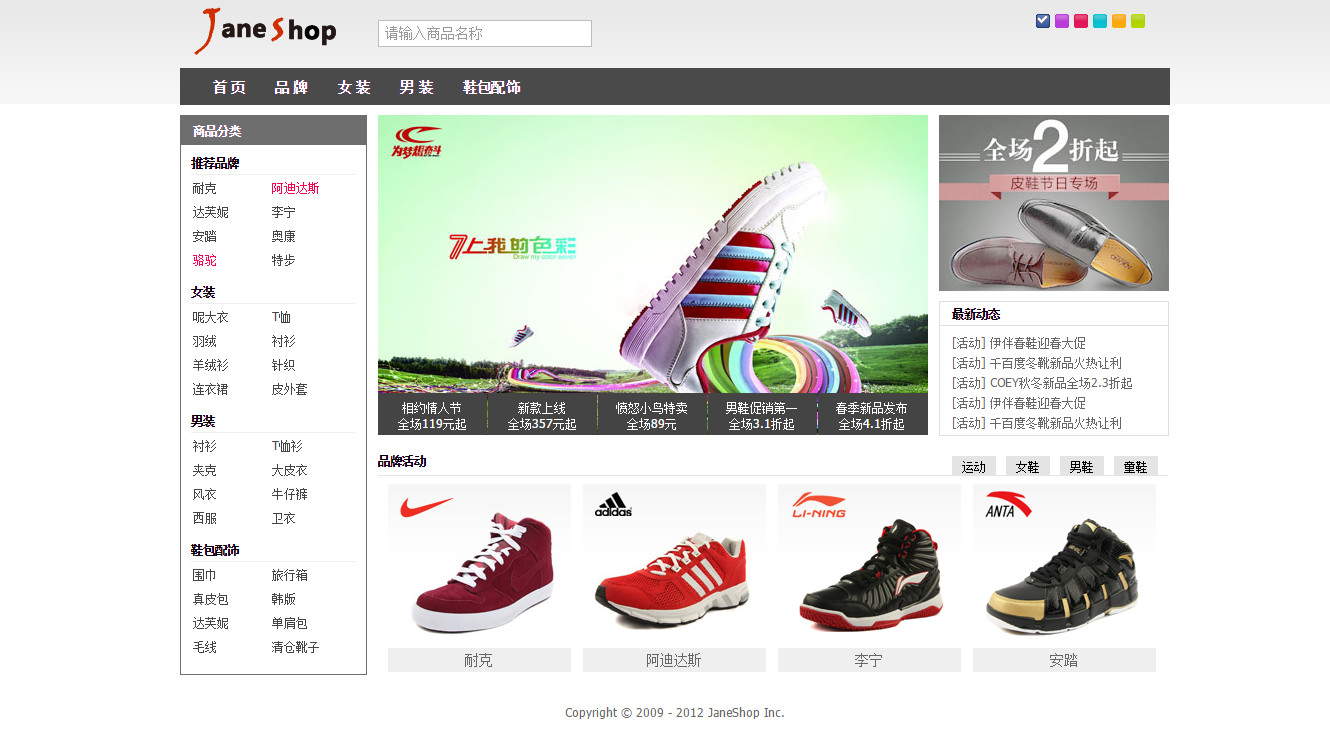 Jane Shop
请输入商品名称
首页 品牌 女装 男装 鞋包配饰
商品分类
推荐品牌
耐克 阿迪达斯
达芙妮 李宁
安踏 奥康
骆驼 特步
女装
呢大衣 T恤
羽绒 衬衫
羊绒衫 针织
连衣裙 皮外套
男装
衬衫 T恤衫
夹克 大皮衣
风衣 牛仔裤
西服 卫衣
鞋包配饰
围巾 旅行箱
真皮包 韩版
达芙妮 单肩包
毛线 清仓靴子
为梦想奋斗
7上我的色彩
Draw my color seven
相约情人节
全场119元起
新款上线
全场357元起
愤怒小鸟特卖
全场89元
男鞋促销第一
全场3.1折起
春季新品发布
全场4.1折起
全场2折起
皮鞋节日专场
最新动态
[活动] 伊伴春鞋迎春大促
[活动] 千百度冬靴新品火热让利
[活动] COEY秋冬新品全场2.3折起
[活动] 伊伴春鞋迎春大促
[活动] 千百度冬靴新品火热让利
品牌活动
运动 女鞋 男鞋 童鞋
adidas
LI-NING
ANTA
耐克 阿迪达斯 李宁 安踏
Copyright © 2009 - 2012 JaneShop Inc.